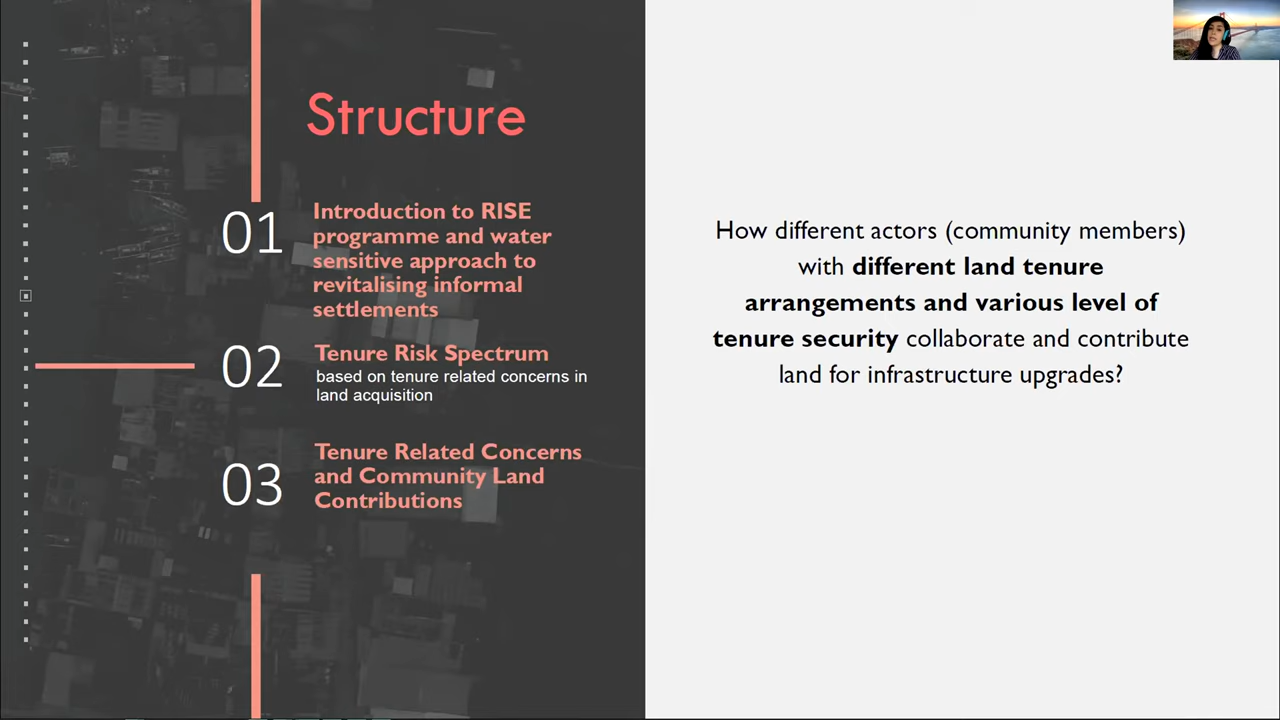 Structure
01
Introduction to RISE
programme and water
sensitive approach to
revitalising informal
settlements
02
Tenure Risk Spectrum
based on tenure related concerns in
land acquisition
03
Tenure Related Concerns
and Community Land
Contributions
How different actors (community members)
with different land tenure
arrangements and various level of
tenure security collaborate and contribute
land for infrastructure upgrades?